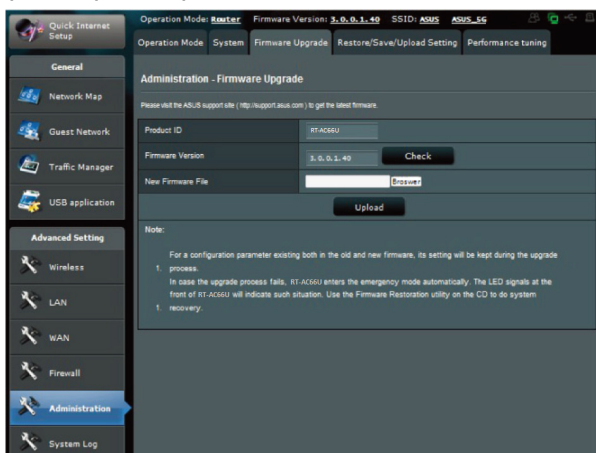 Quick Internet
Setup
Operation Mode: Router Firmware Version: 3.0.0.1.40 SSID: ASUS ASUS_5G
Operation Mode System Firmware Upgrade Restore/Save/Upload Setting Performance tuning
General
Network Map
Guest Network
Traffic Manager
USB application
Advanced Setting
Wireless
LAN
WAN
Firewall
Administration
System Log
Administration - Firmware Upgrade
Please visit the ASUS support site ( http://support.asus.com ) to get the latest firmware.
Product ID RT-AC66U
Firmware Version 3.0.0.1.40 Check
New Firmware File Broswer
Upload
Note:
For a configuration parameter existing both in the old and new firmware, its setting will be kept during the upgrade
1. process.
In case the upgrade process fails, RT-AC66U enters the emergency mode automatically. The LED signals at the
front of RT-AC66U will indicate such situation. Use the Firmware Restoration utility on the CD to do system
1. recovery.